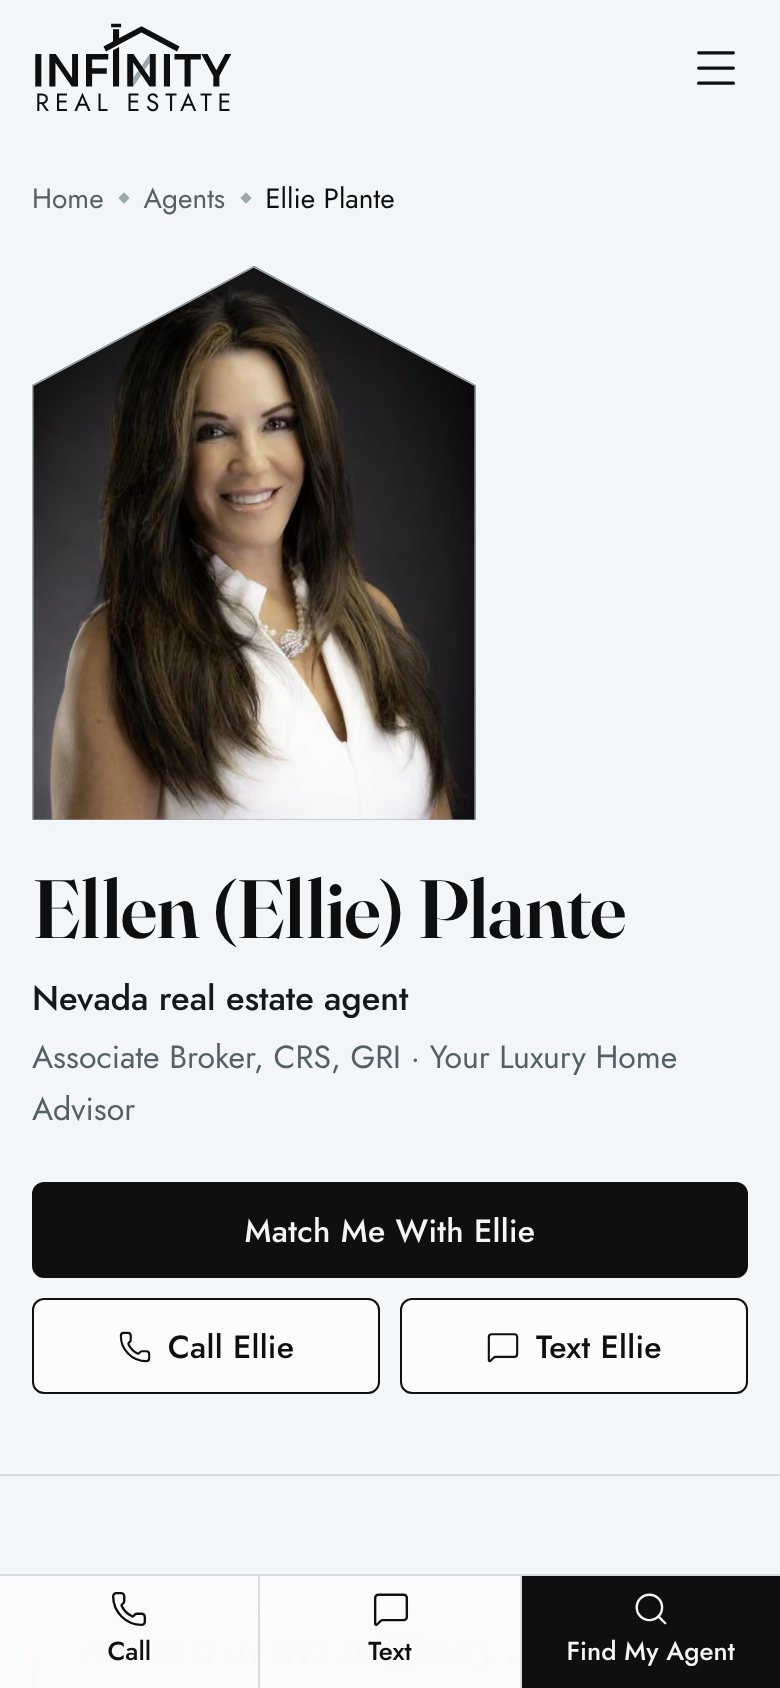 INFINITY
REAL ESTATE
Home ◆ Agents ◆ Ellie Plante
Ellen (Ellie) Plante
Nevada real estate agent
Associate Broker, CRS, GRI · Your Luxury Home
Advisor
Match Me With Ellie
Call Ellie
Text Ellie
Call
Text
Find My Agent